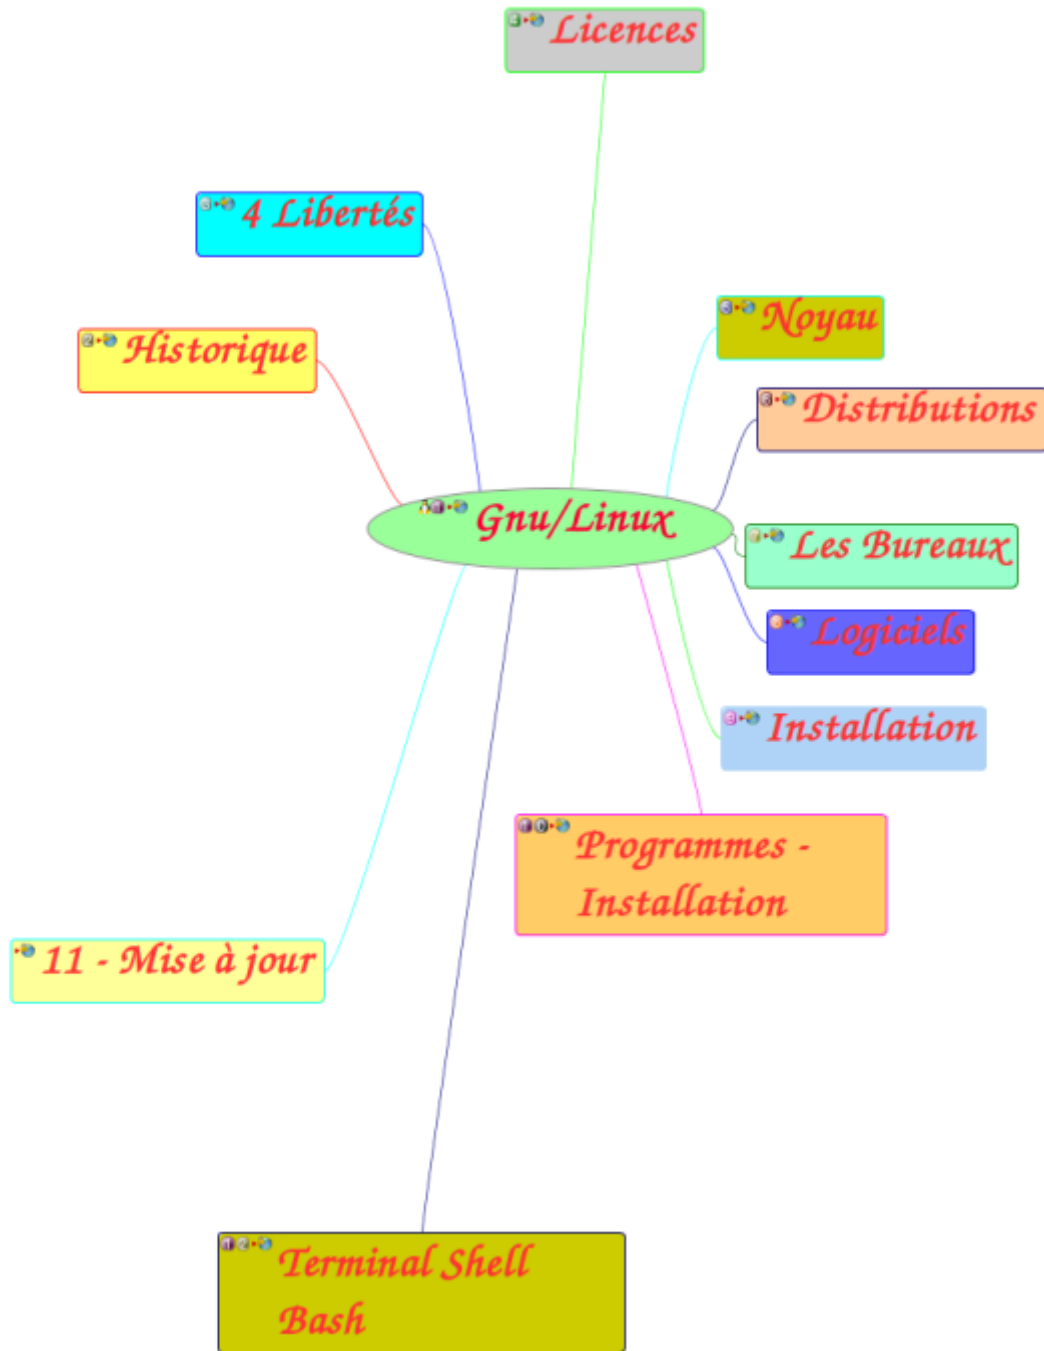 Licences
4 Libertés
Noyau
Historique
Distributions
Gnu/Linux
Les Bureaux
Logiciels
Installation
Programmes -
Installation
11 - Mise à jour
Terminal Shell
Bash